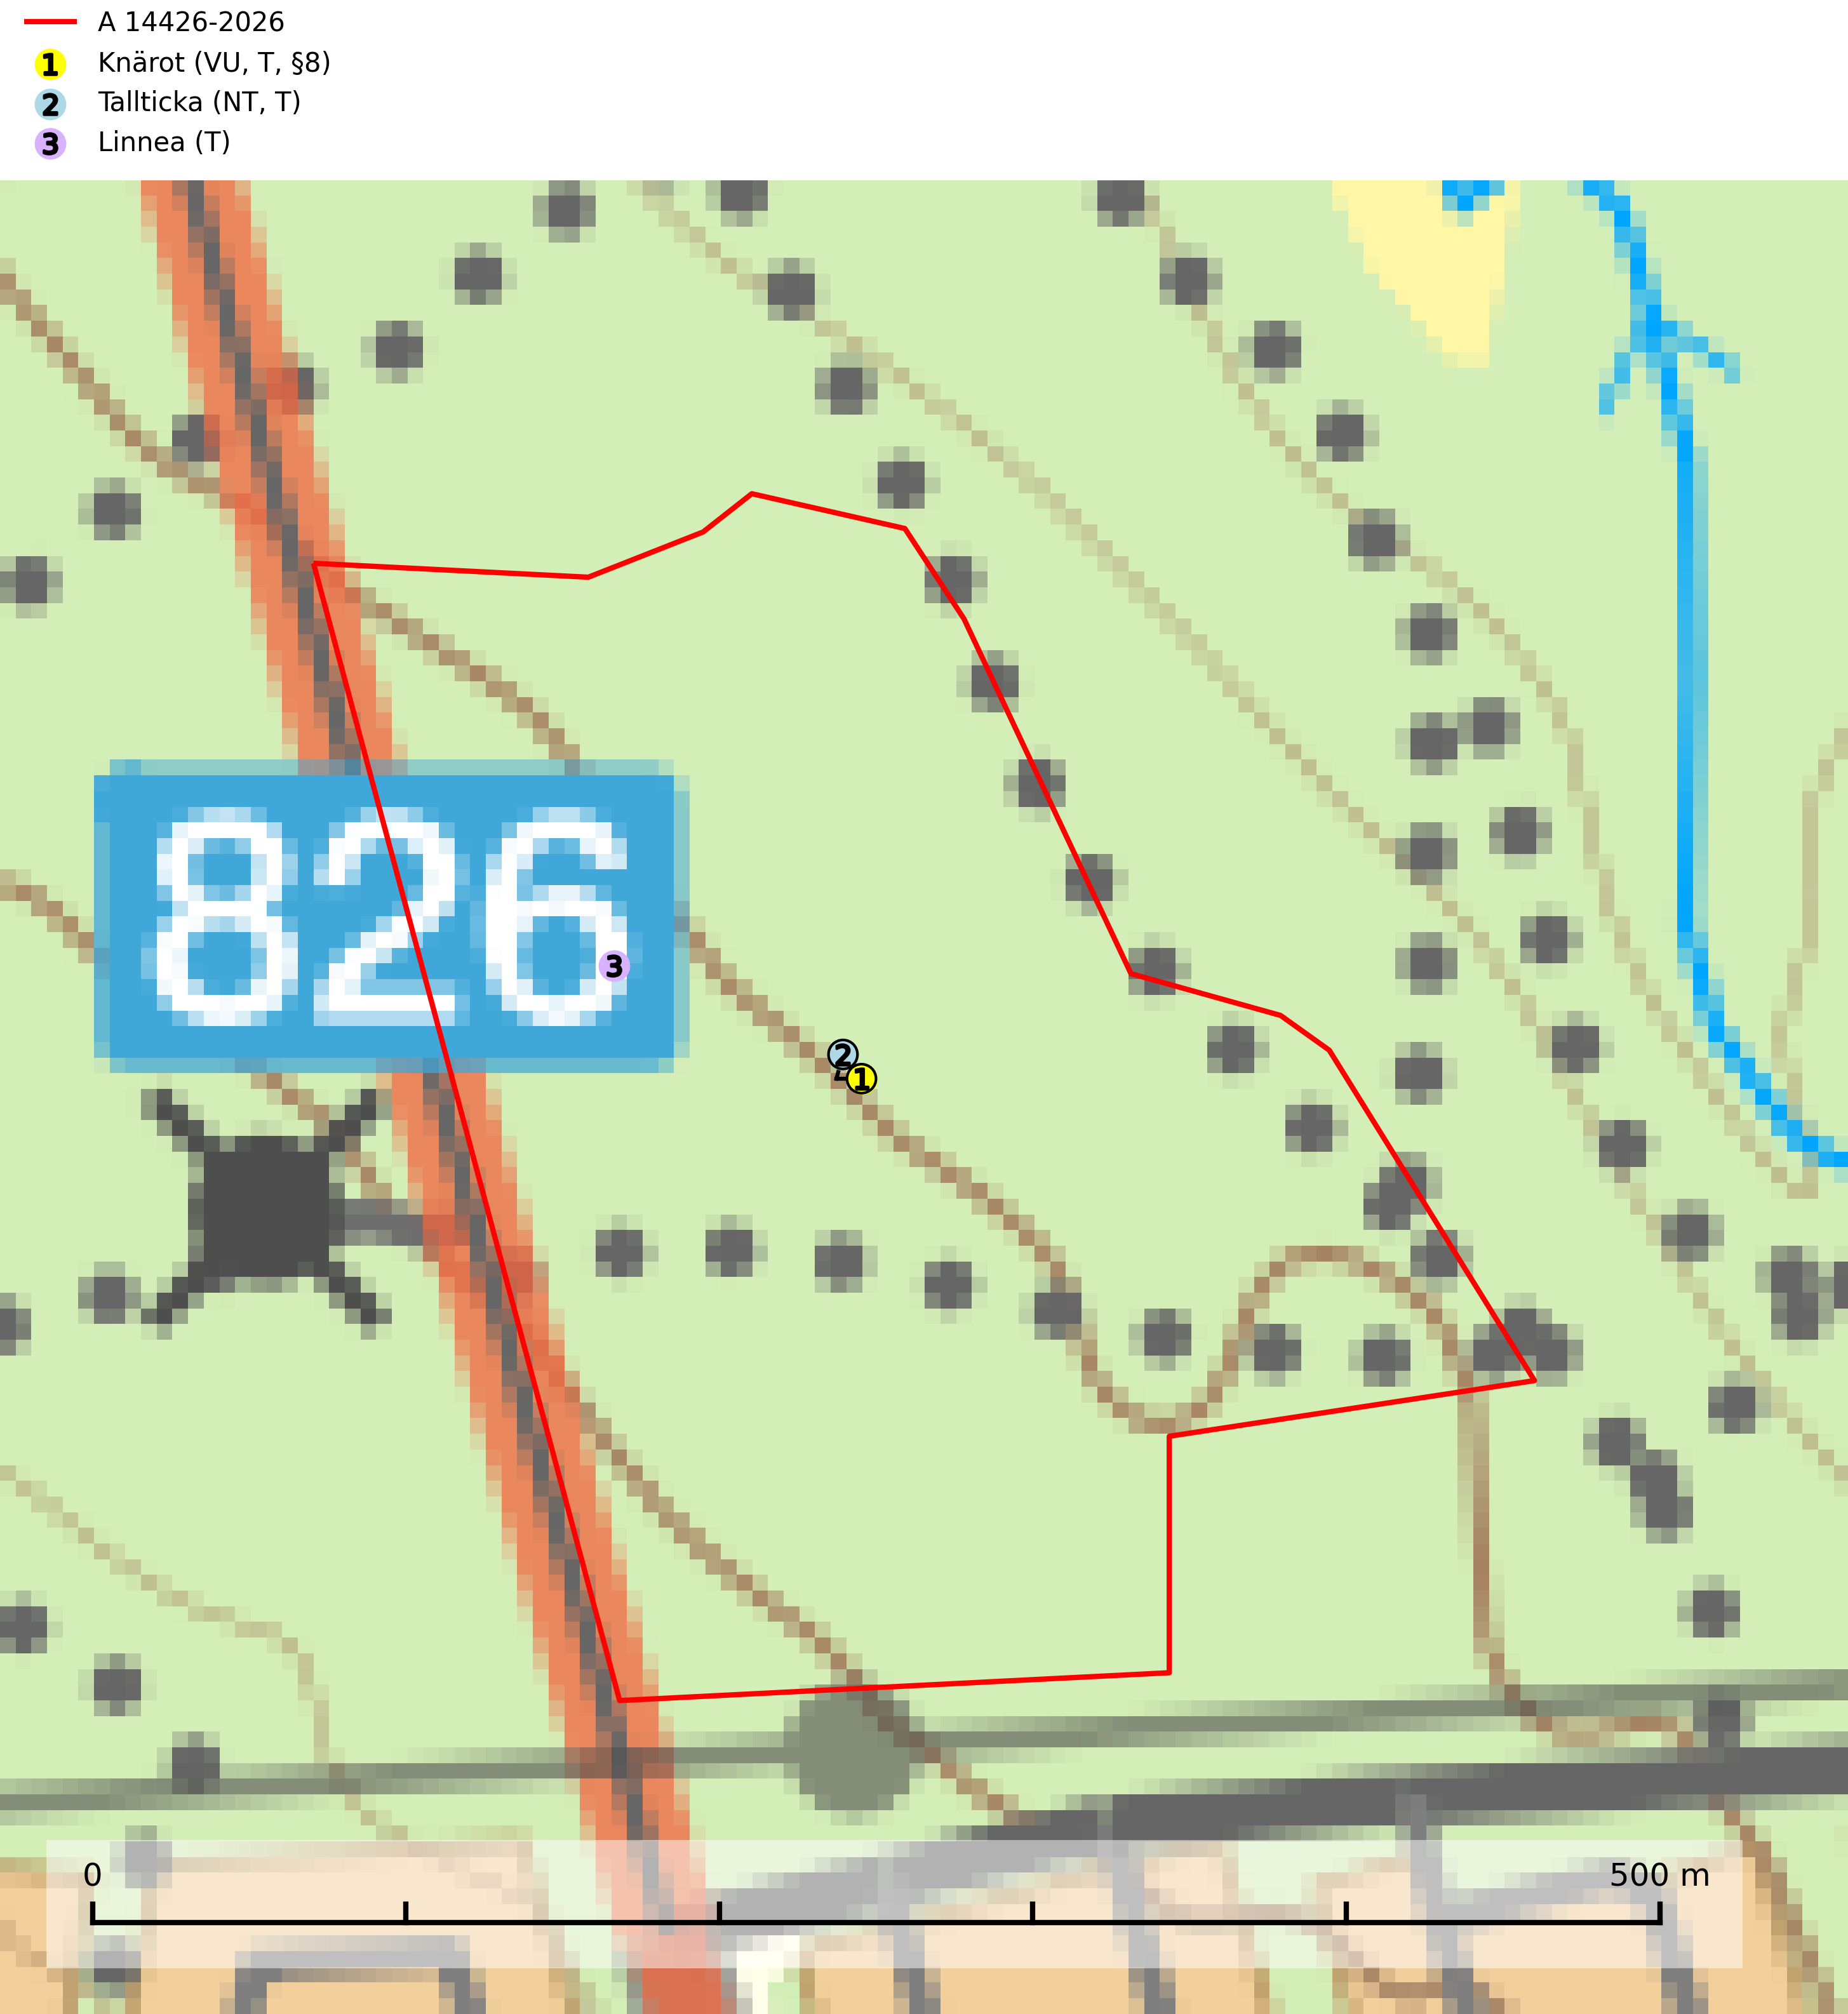 A 14426-2026
1 Knärot (VU, T, §8)
2 Tallticka (NT, T)
3 Linnea (T)
826
3
2
1
0 500 m